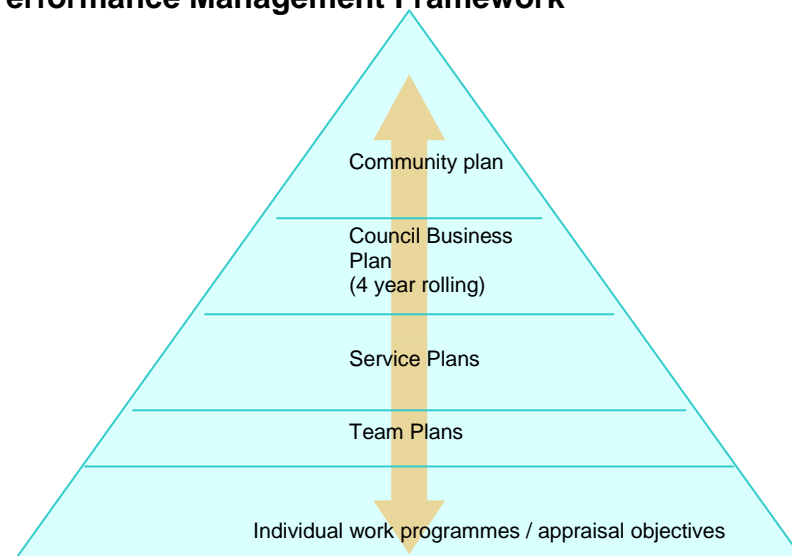 erformance Management Framework
Community plan
Council Business
Plan
(4 year rolling)
Service Plans
Team Plans
Individual work programmes / appraisal objectives